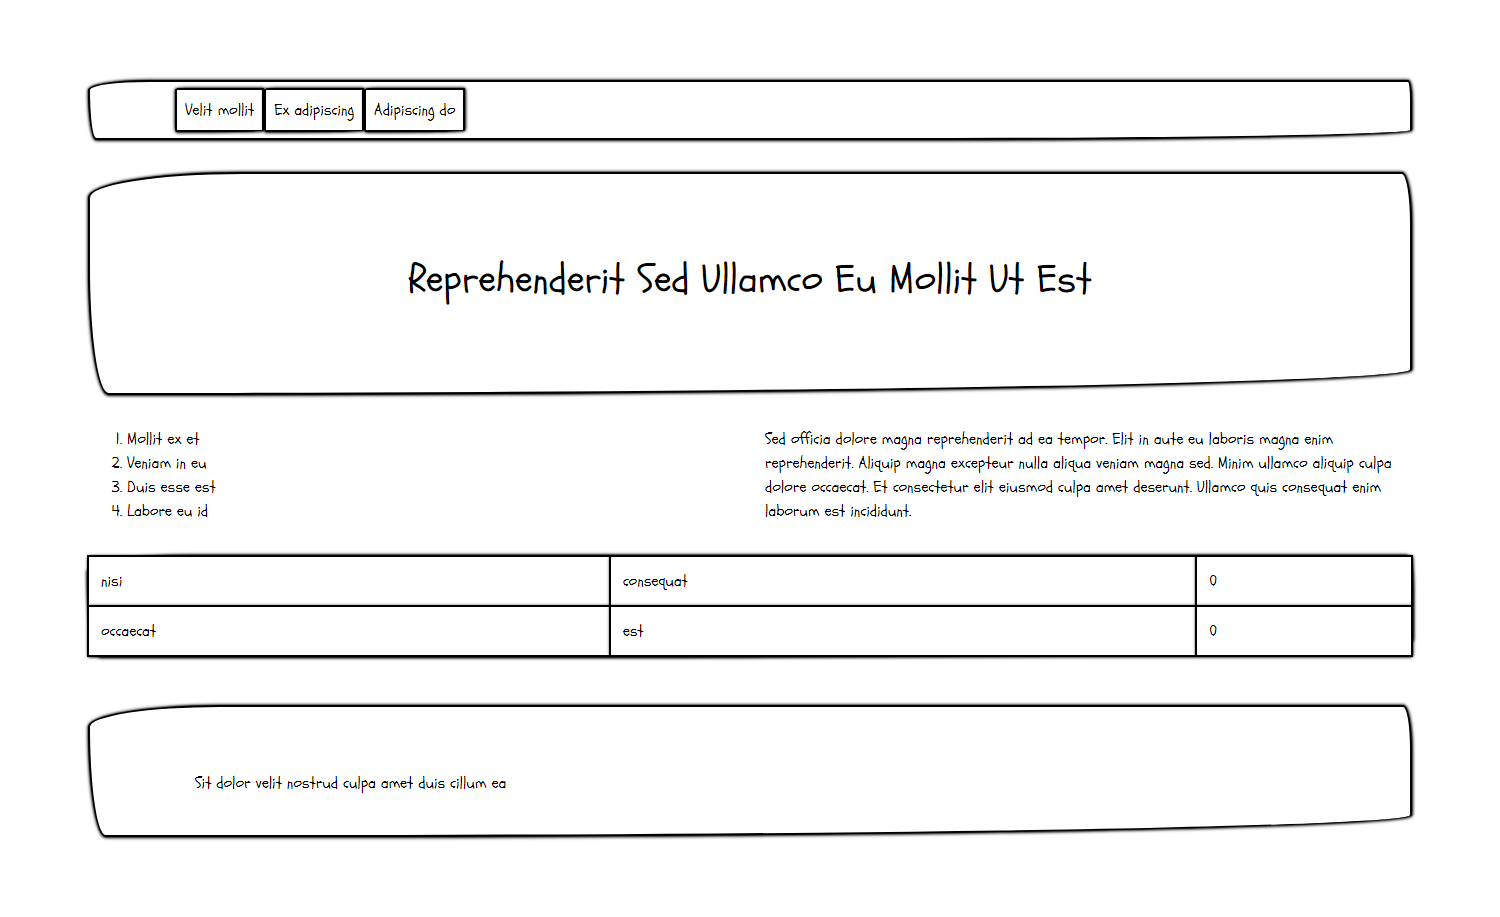 Velit mollit Ex adipiscing Adipiscing do
Reprehenderit Sed Ullamco Eu Mollit Ut Est
1. Mollit ex et
2. Veniam in eu
3. Duis esse est
4. Labore eu id
Sed officia dolore magna reprehenderit ad ea tempor. Elit in aute eu laboris magna enim
reprehenderit. Aliquip magna excepteur nulla aliqua veniam magna sed. Minim ullamco aliquip culpa
dolore occaecat. Et consectetur elit eiusmod culpa amet deserunt. Ullamco quis consequat enim
laborum est incididunt.
nisi consequat 0
occaecat est 0
Sit dolor velit nostrud culpa amet duis cillum ea